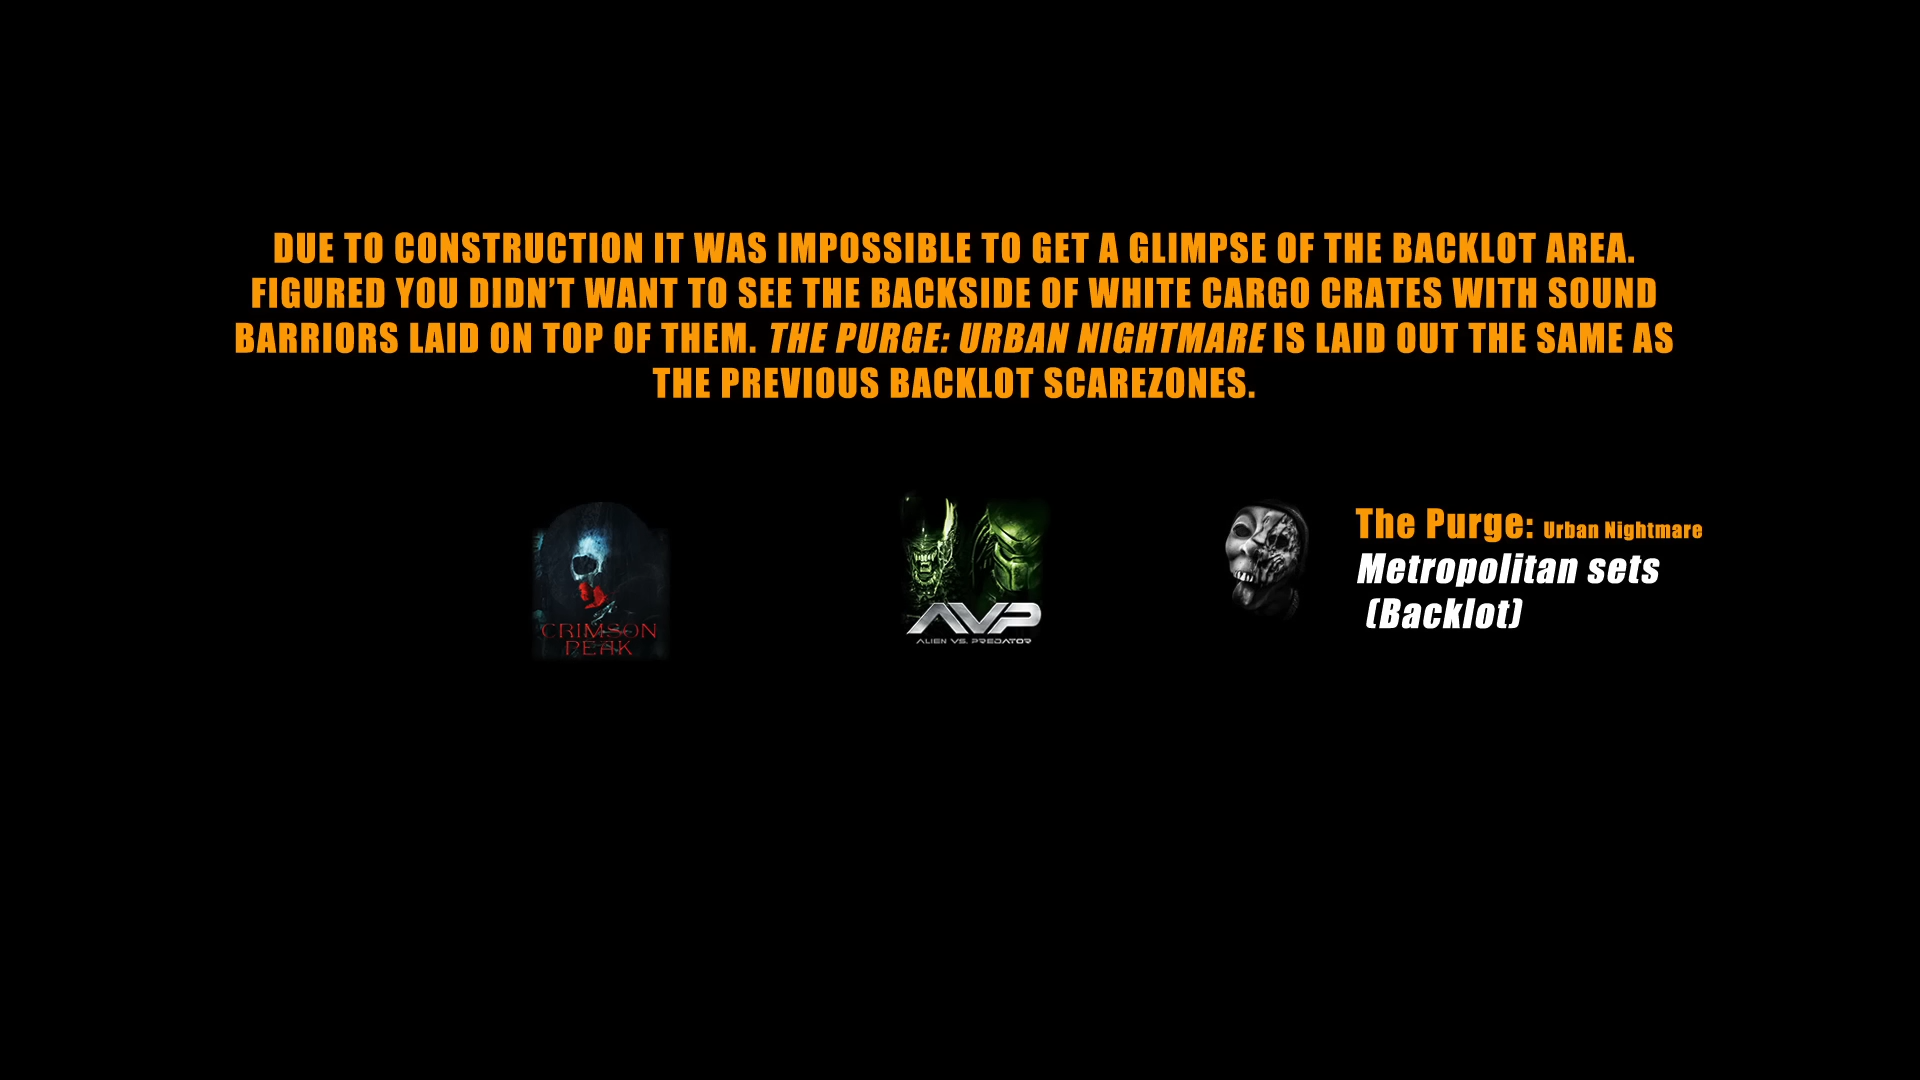 DUE TO CONSTRUCTION IT WAS IMPOSSIBLE TO GET A GLIMPSE OF THE BACKLOT AREA.
FIGURED YOU DIDN'T WANT TO SEE THE BACKSIDE OF WHITE CARGO CRATES WITH SOUND
BARRIORS LAID ON TOP OF THEM. THE PURGE: URBAN NIGHTMARE IS LAID OUT THE SAME AS
THE PREVIOUS BACKLOT SCAREZONES.
CRIMSON
PEAK
AVP
ALIEN VS. PREDATOR
The Purge: Urban Nightmare
Metropolitan sets
(Backlot)